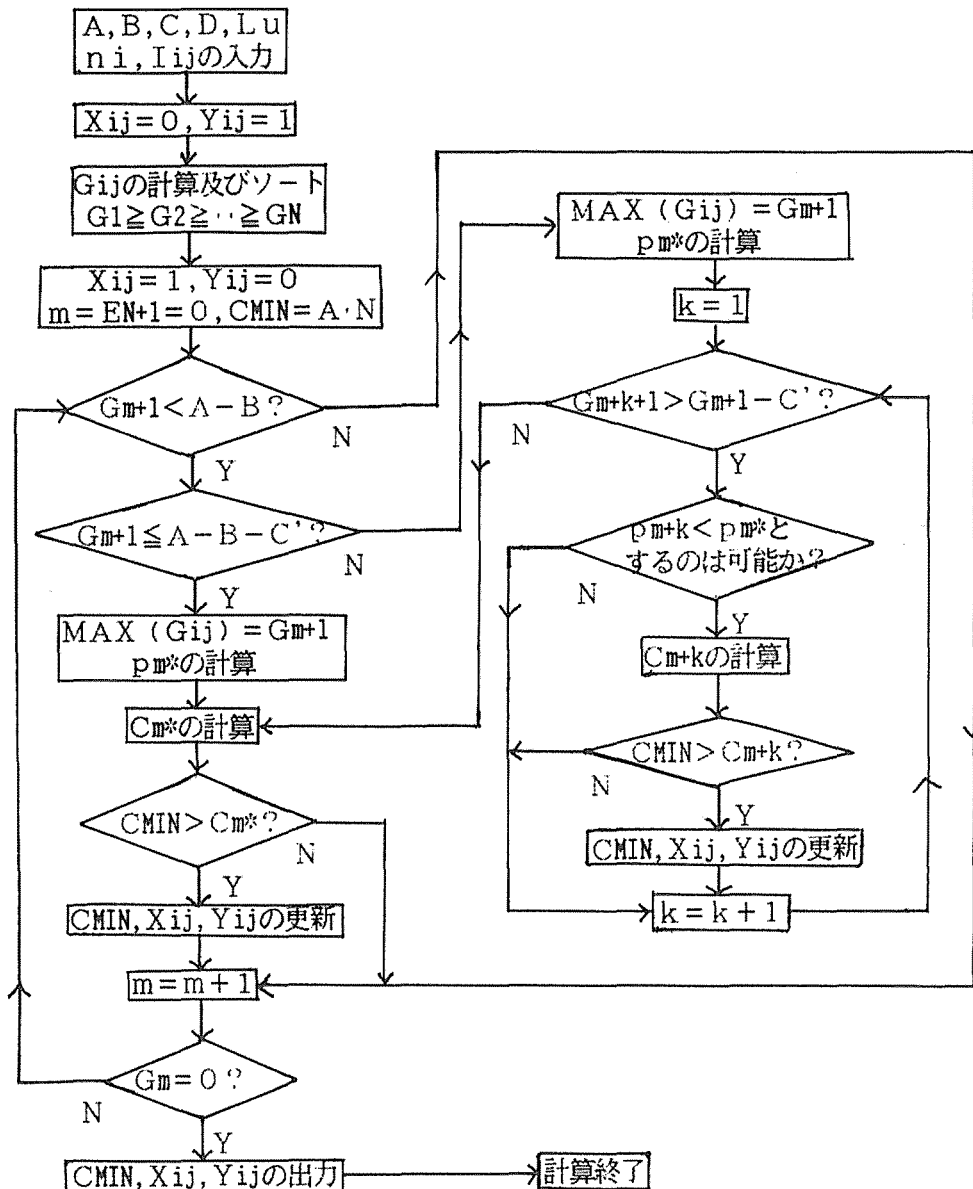 A,B,C,D,Lu
ni,Iijの入力
Xij=0,Yij=1
Gijの計算及びソート
G1≧G2≧‥≧GN
Xij=1,Yij=0
m=EN+1=0,CMIN=A・N
Gm+1<A-B?
N
Y
Gm+1≦A-B-C'?
N
Y
MAX(Gij)=Gm+1
pm*の計算
Cm*の計算
CMIN>Cm*?
N
Y
CMIN,Xij,Yijの更新
m=m+1
Gm=0?
N
Y
CMIN,Xij,Yijの出力
計算終了
MAX(Gij)=Gm+1
pm*の計算
k=1
Gm+k+1>Gm+1-C'?
N
Y
pm+k<pm*と
するのは可能か?
N
Y
Cm+kの計算
CMIN>Cm+k?
N
Y
CMIN,Xij,Yijの更新
k=k+1